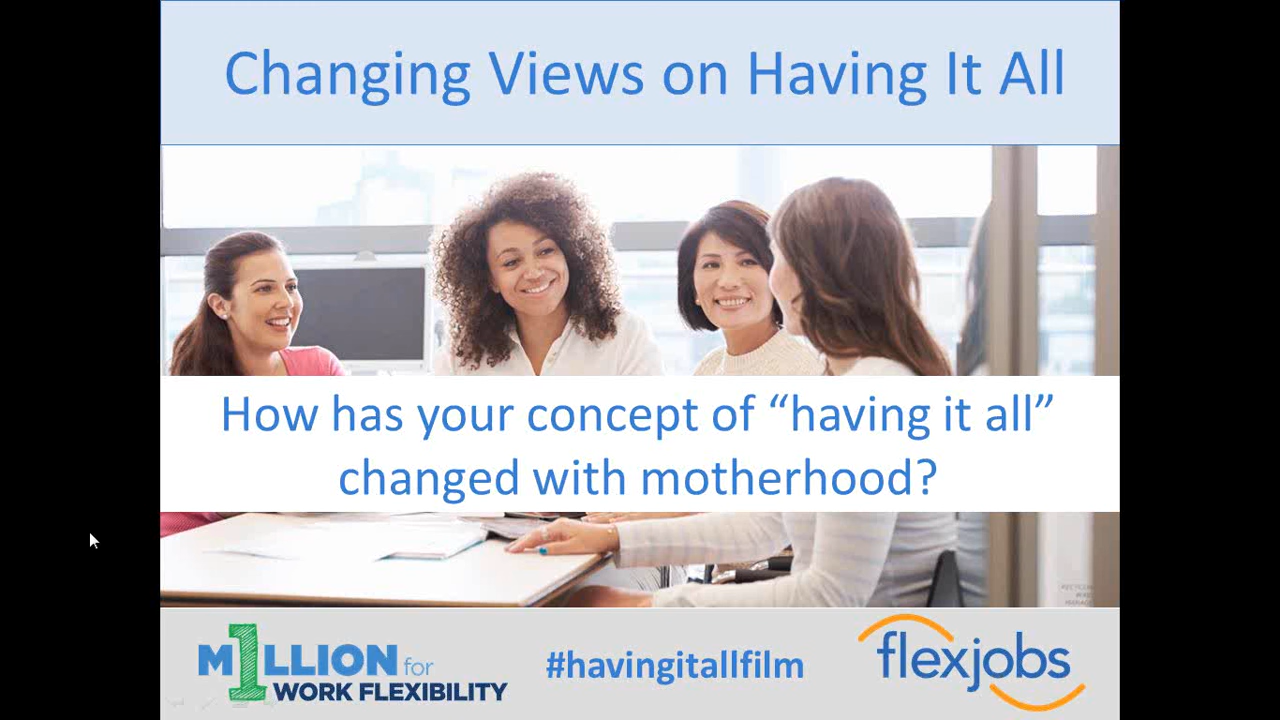 Changing Views on Having It All
How has your concept of “having it all”
changed with motherhood?
M1LLION for
WORK FLEXIBILITY
#havingitallfilm
flexjobs